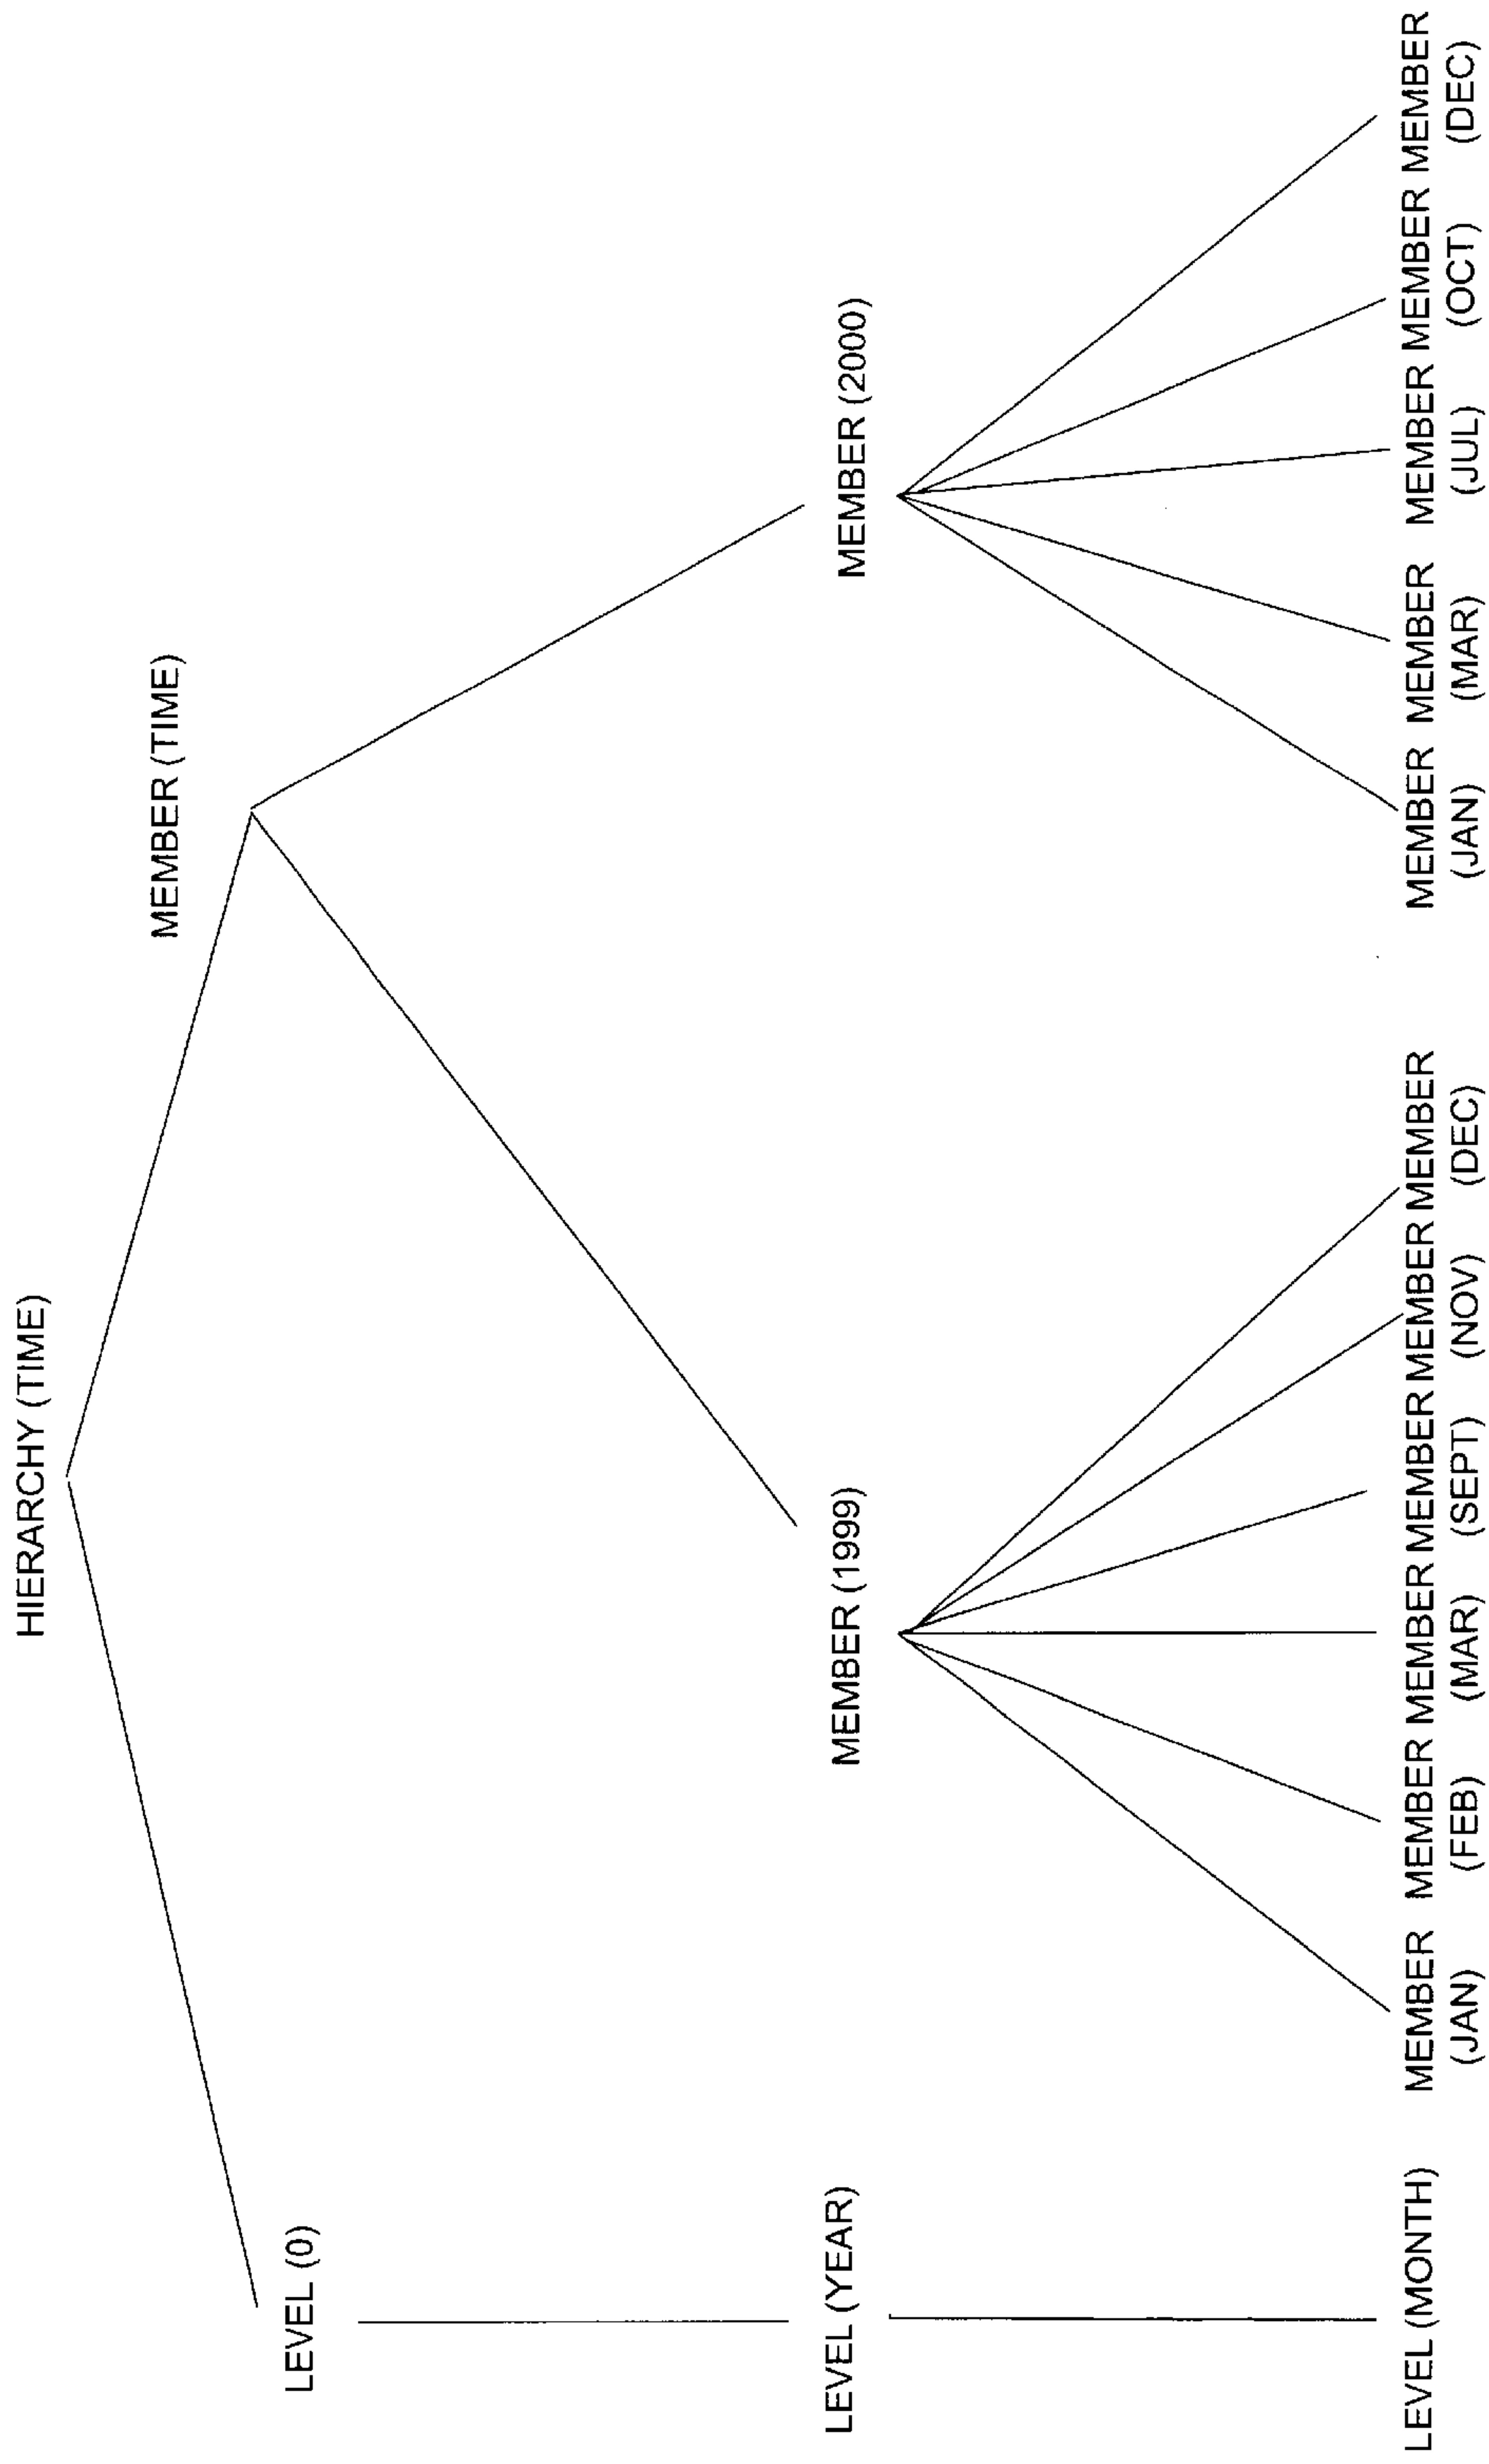 HIERARCHY (TIME)
MEMBER (TIME)
LEVEL (0)
LEVEL (YEAR)
MEMBER (1999)
MEMBER (2000)
LEVEL (MONTH)
MEMBER MEMBER MEMBER MEMBER MEMBER MEMBER
(JAN) (FEB) (MAR) (SEPT) (NOV) (DEC)
MEMBER MEMBER MEMBER MEMBER MEMBER
(JAN) (MAR) (JUL) (OCT) (DEC)